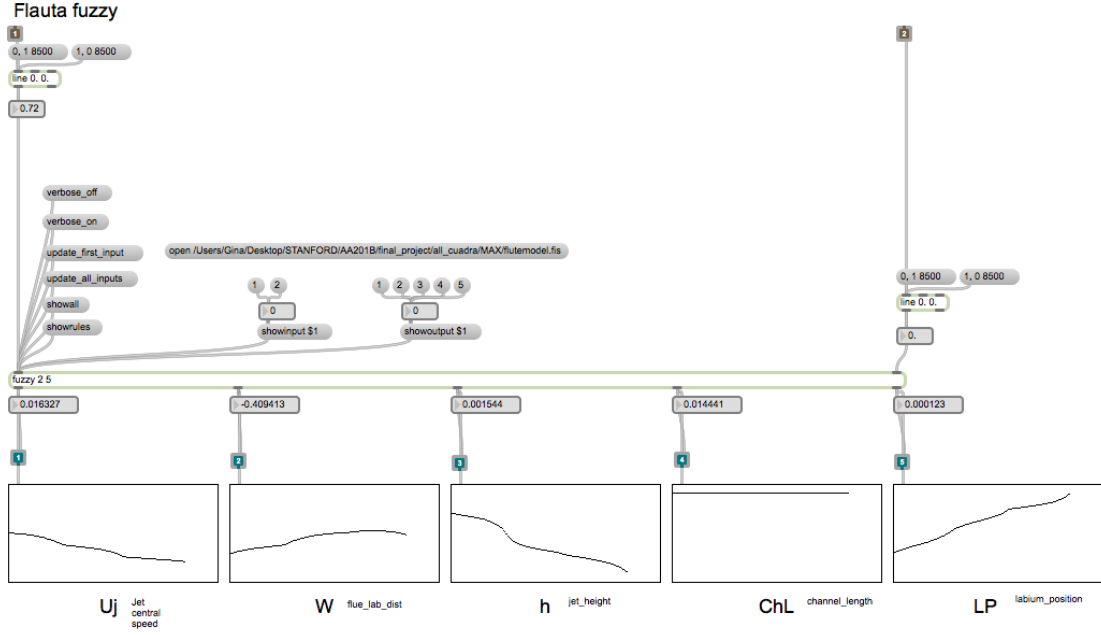 Flauta fuzzy
1
2
0, 1 8500
1, 0 8500
line 0. 0.
0.72
verbose_off
verbose_on
update_first_input
update_all_inputs
showall
showrules
open /Users/Gina/Desktop/STANFORD/AA201B/final_project/all_cuadra/MAX/flutemodel.fis
1 2
0
showinput $1
1 2 3 4 5
0
showoutput $1
0, 1 8500
1, 0 8500
line 0. 0.
0.
fuzzy 2 5
0.016327
-0.409413
0.001544
0.014441
0.000123
1
2
3
4
5
Uj
Jet
central
speed
W
flue_lab_dist
h
jet_height
ChL
channel_length
LP
labium_position